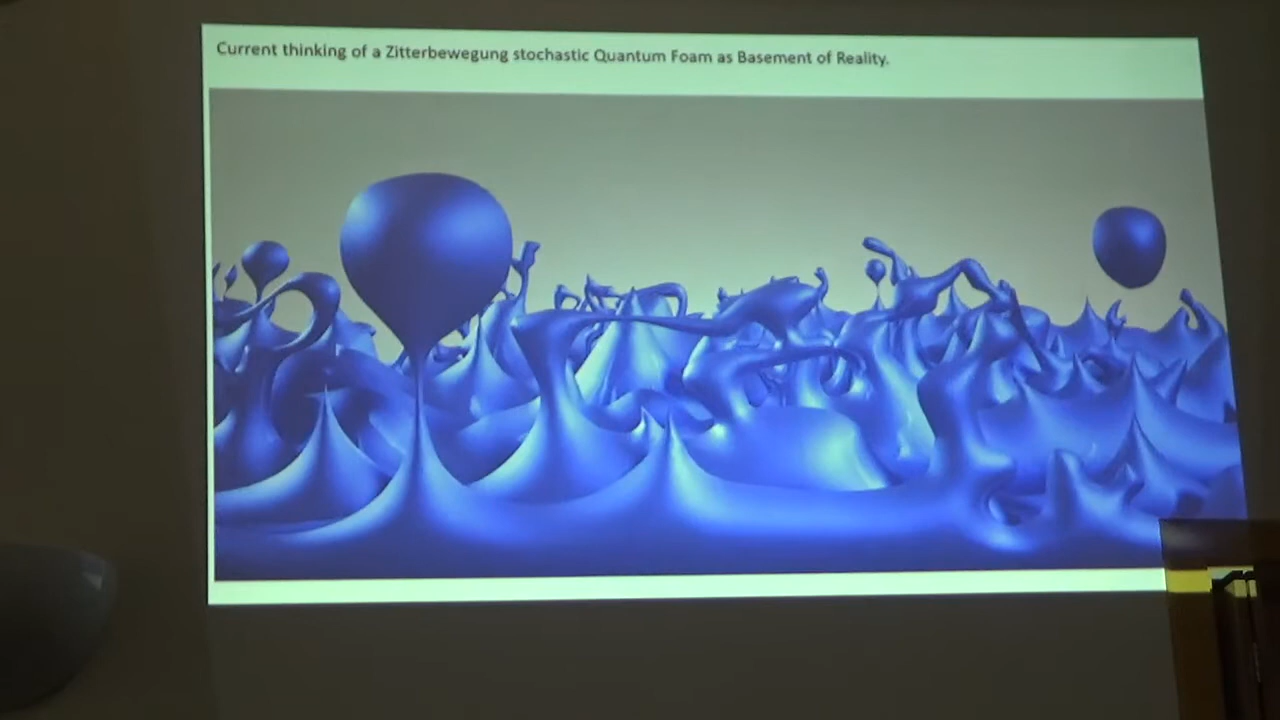 Current thinking of a Zitterbewegung stochastic Quantum Foam as Basement of Reality.